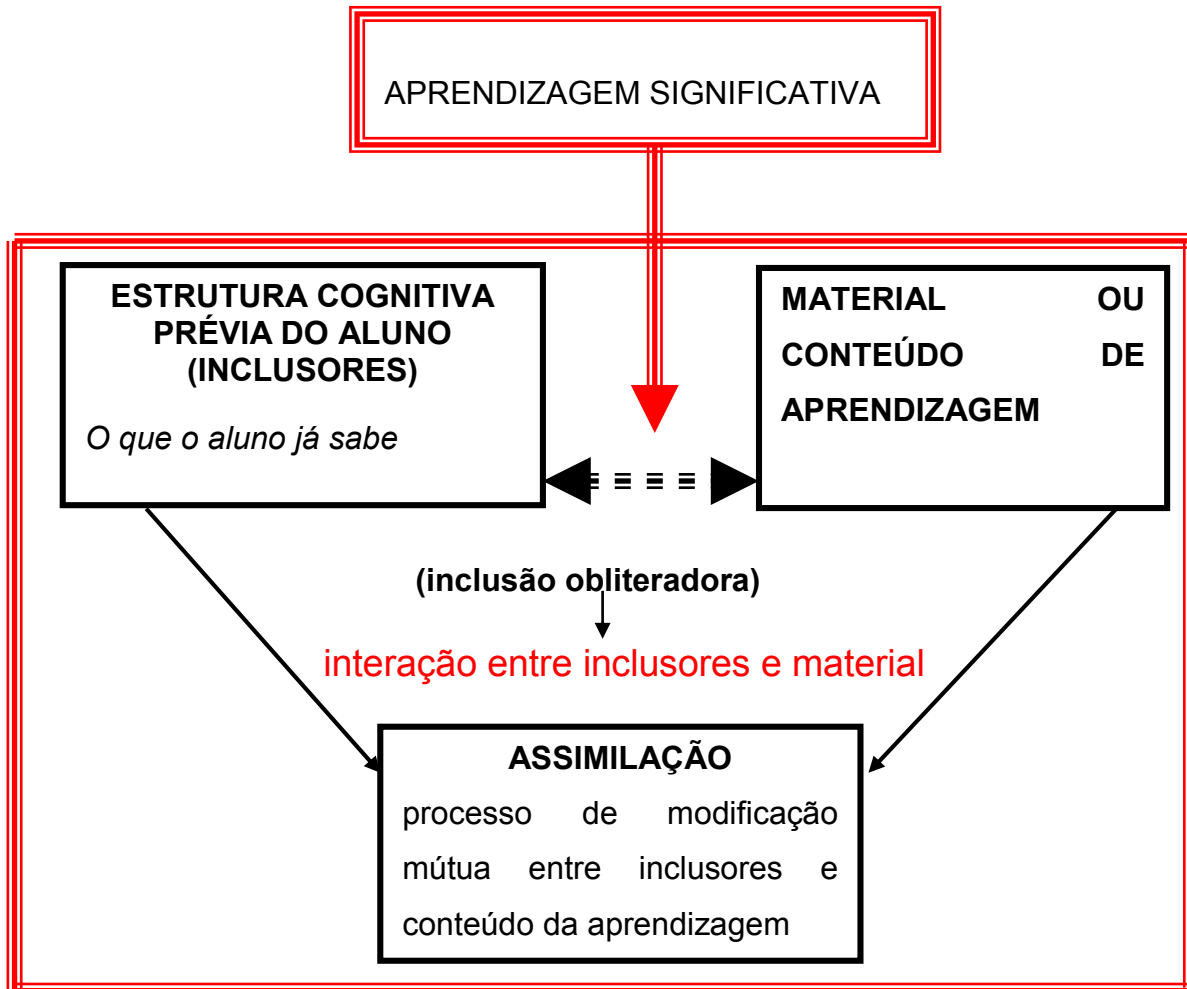 APRENDIZAGEM SIGNIFICATIVA
ESTRUTURA COGNITIVA
PRÉVIA DO ALUNO
(INCLUSORES)
O que o aluno já sabe
MATERIAL OU
CONTEÚDO DE
APRENDIZAGEM
(inclusão obliteradora)
interação entre inclusores e material
ASSIMILAÇÃO
processo de modificação
mútua entre inclusores e
conteúdo da aprendizagem